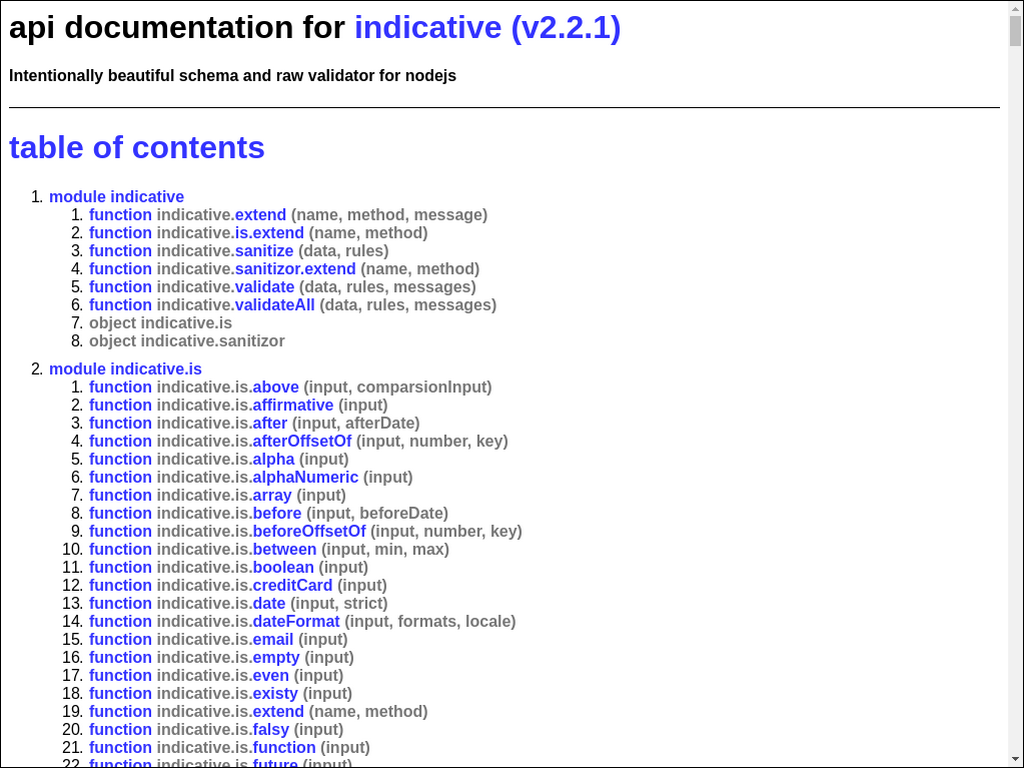 api documentation for indicative (v2.2.1)
Intentionally beautiful schema and raw validator for nodejs
table of contents
1. module indicative
1. function indicative.extend (name, method, message)
2. function indicative.is.extend (name, method)
3. function indicative.sanitize (data, rules)
4. function indicative.sanitizor.extend (name, method)
5. function indicative.validate (data, rules, messages)
6. function indicative.validateAll (data, rules, messages)
7. object indicative.is
8. object indicative.sanitizor
2. module indicative.is
1. function indicative.is.above (input, comparsionInput)
2. function indicative.is.affirmative (input)
3. function indicative.is.after (input, afterDate)
4. function indicative.is.afterOffsetOf (input, number, key)
5. function indicative.is.alpha (input)
6. function indicative.is.alphaNumeric (input)
7. function indicative.is.array (input)
8. function indicative.is.before (input, beforeDate)
9. function indicative.is.beforeOffsetOf (input, number, key)
10. function indicative.is.between (input, min, max)
11. function indicative.is.boolean (input)
12. function indicative.is.creditCard (input)
13. function indicative.is.date (input, strict)
14. function indicative.is.dateFormat (input, formats, locale)
15. function indicative.is.email (input)
16. function indicative.is.empty (input)
17. function indicative.is.even (input)
18. function indicative.is.existy (input)
19. function indicative.is.extend (name, method)
20. function indicative.is.falsy (input)
21. function indicative.is.function (input)
22. function indicative.is.future (input)